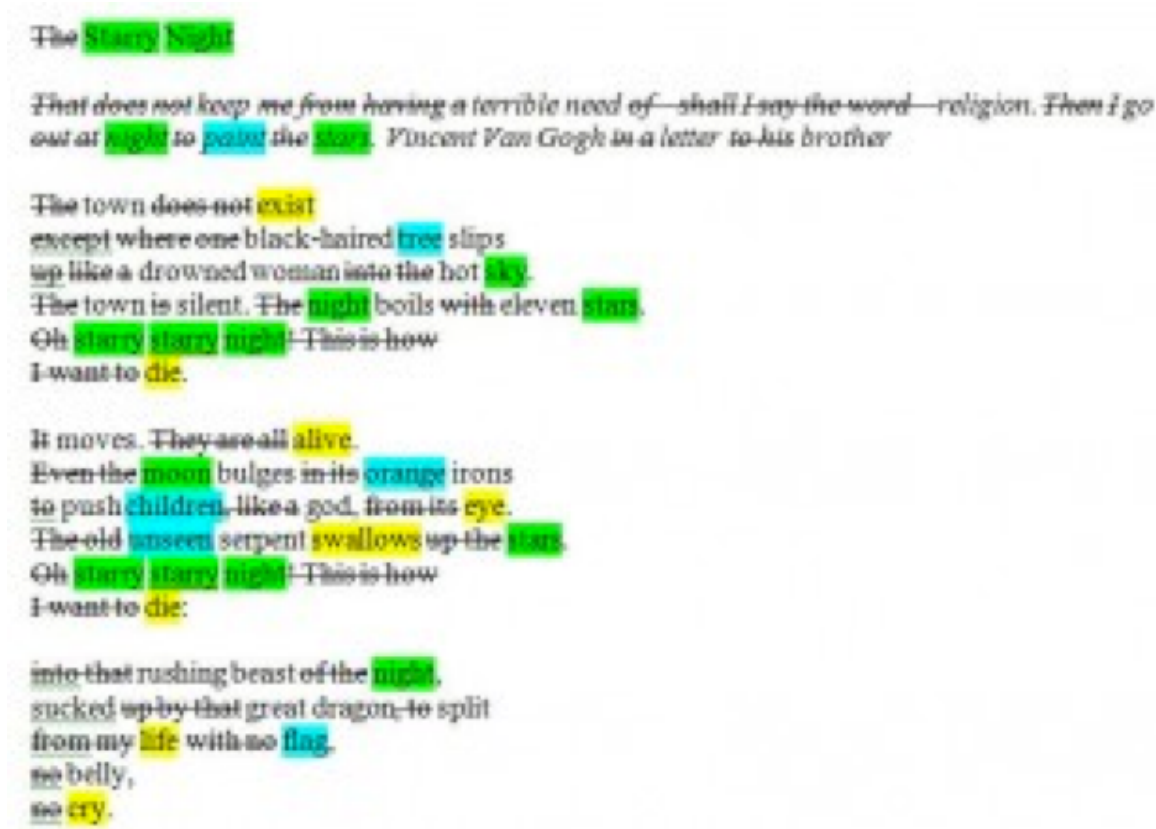 The Starry Night
That does not keep me from having a terrible need of—shall I say the word—religion. Then I go
out at night to paint the stars. Vincent Van Gogh in a letter to his brother
The town does not exist
except where one black-haired tree slips
up like a drowned woman into the hot sky.
The town is silent. The night boils with eleven stars.
Oh starry starry night! This is how
I want to die.
It moves. They are all alive.
Even the moon bulges in its orange irons
to push children, like a god, from its eye.
The old unseen serpent swallows up the stars.
Oh starry starry night! This is how
I want to die:
into that rushing beast of the night,
sucked up by that great dragon, to split
from my life with no flag,
no belly,
no cry.